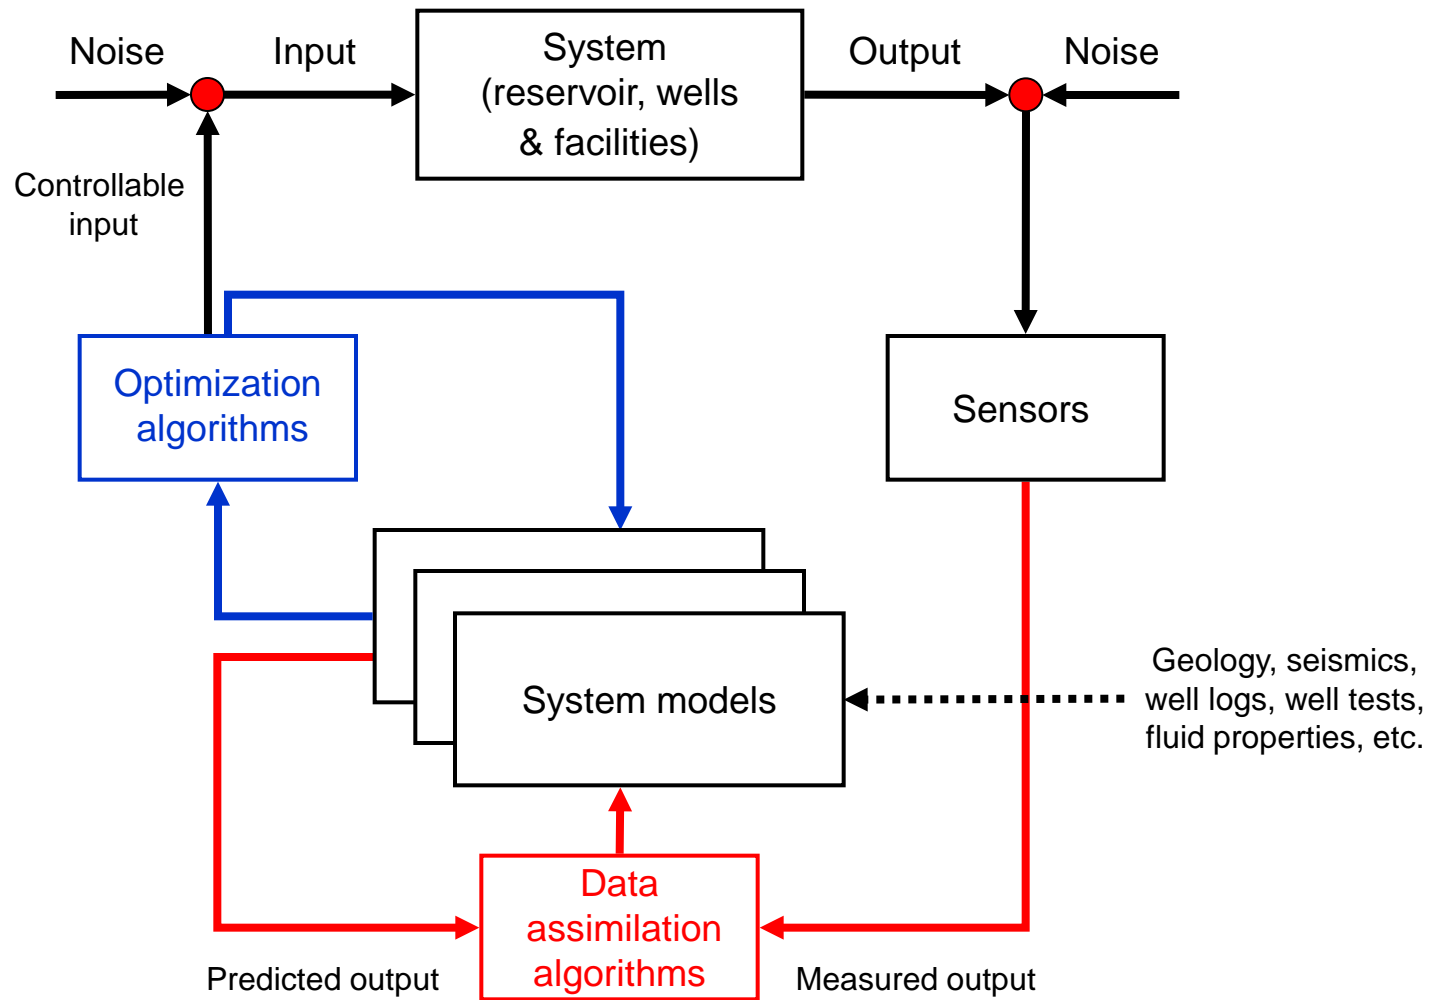 Noise
Input
System
(reservoir, wells
& facilities)
Output
Noise
Controllable
input
Optimization
algorithms
Sensors
System models
Geology, seismics,
well logs, well tests,
fluid properties, etc.
Data
assimilation
algorithms
Predicted output
Measured output